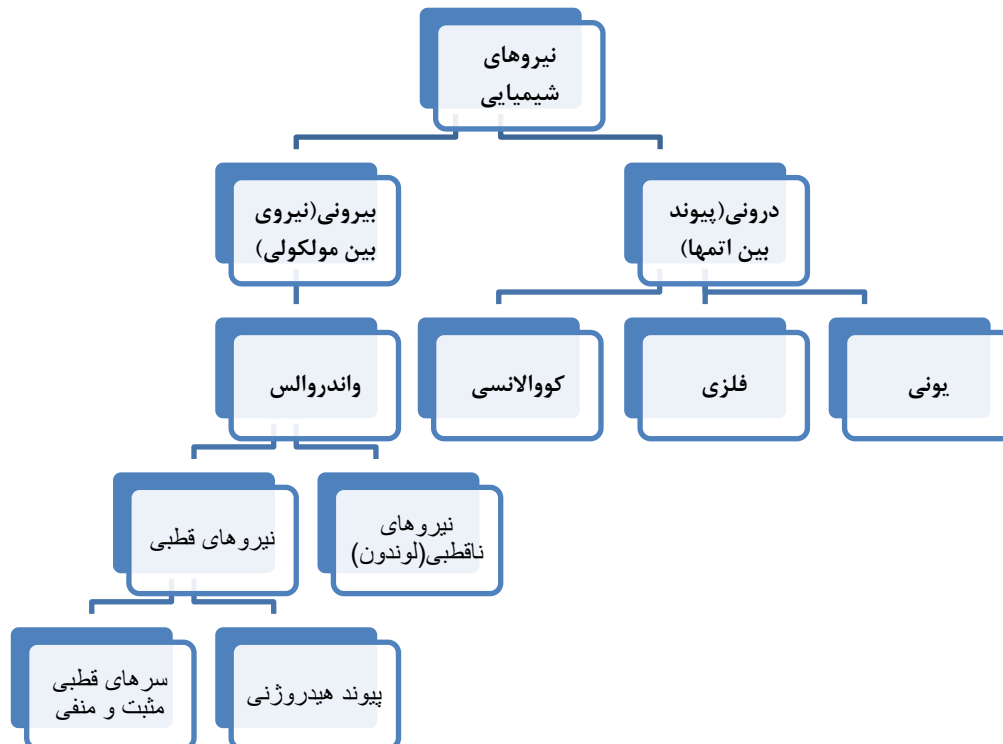 نیروهای
شیمیایی
درونی(پیوند
بین اتمها)
بیرونی(نیروی
بین مولکولی)
یونی
فلزی
کووالانسی
واندروالس
نیروهای
ناقطبی(لوندون)
نیروهای قطبی
پیوند هیدروژنی
سرهای قطبی
مثبت و منفی